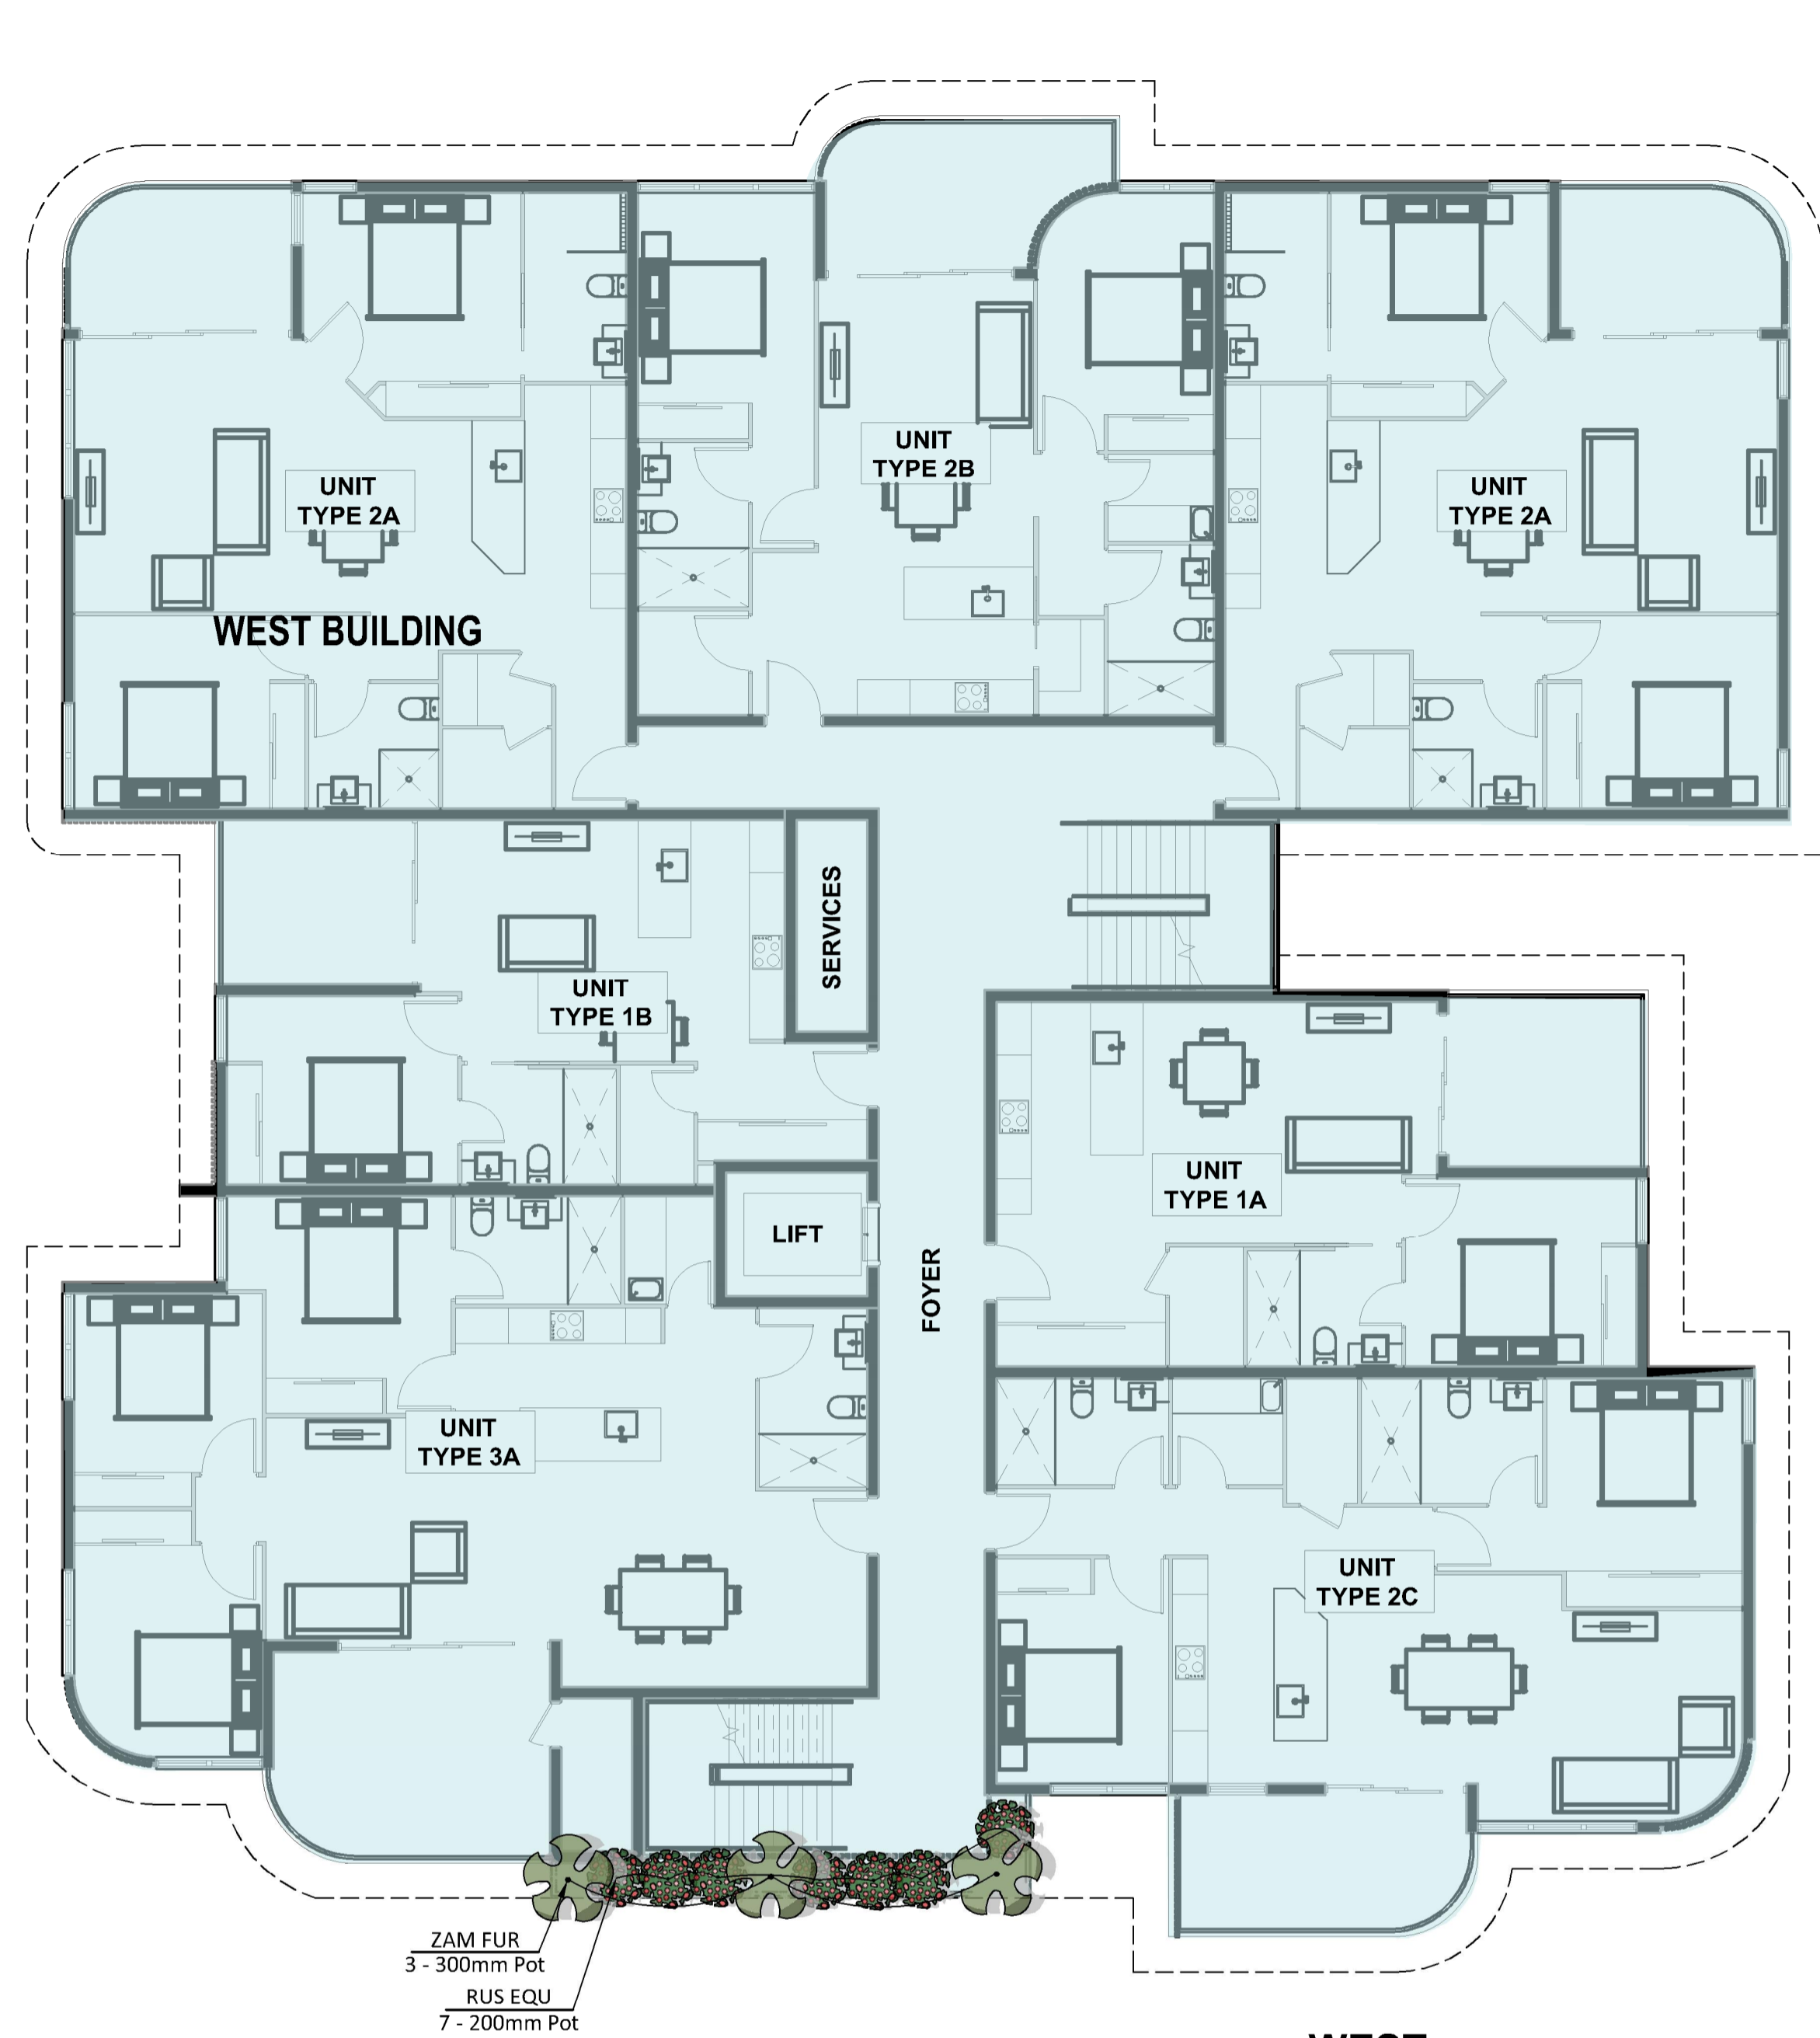 UNIT
TYPE 2B
UNIT
TYPE 2A
UNIT
TYPE 2A
WEST BUILDING
SERVICES
UNIT
TYPE 1B
UNIT
TYPE 1A
LIFT
FOYER
UNIT
TYPE 3A
UNIT
TYPE 2C
ZAM FUR
3 - 300mm Pot
RUS EQU
7 - 200mm Pot
WEST